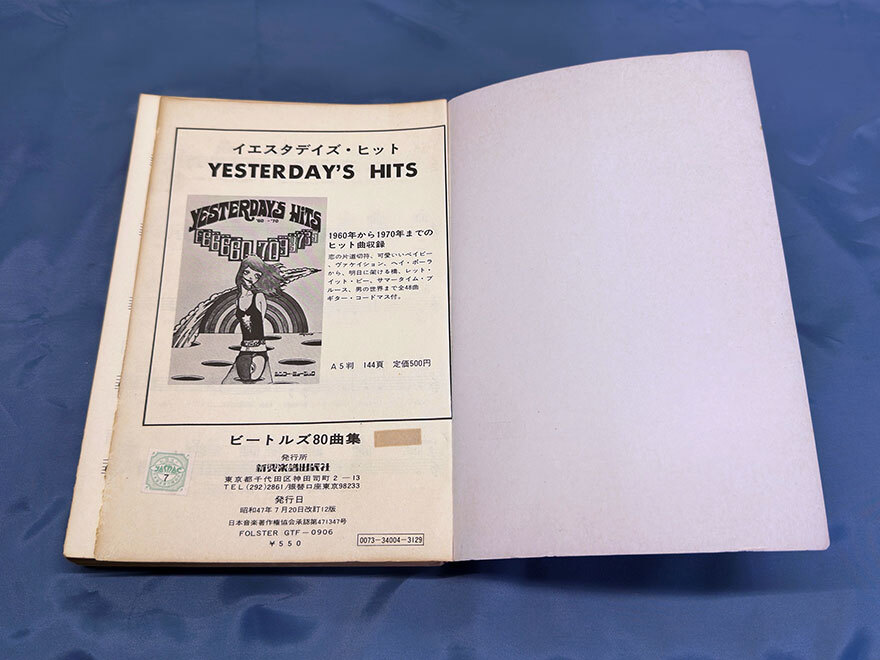 イエスタデイズ・ヒット
YESTERDAY'S HITS
YESTERDAYS HITS
'60-'70
1960年から1970年までの
ヒット曲収録
恋の片道切符、可愛いいベイビー
、ヴァケイション、ヘイ・ポーラ
から、明日に架ける橋、レット・
イット・ビー、サマータイム・ブ
ルース、男の世界まで全48曲
ギター・コードマス付。
A5判 144頁 定価500円
ビートルズ80曲集
発行所
新興楽譜出版社
東京都千代田区神田司町2-13
TEL(292)2861/振替口座東京98233
発行日
昭和47年7月20日改訂12版
日本音楽著作権協会承認第471347号
FOLSTER GTF-0906
¥550
0073-34004-3129
7